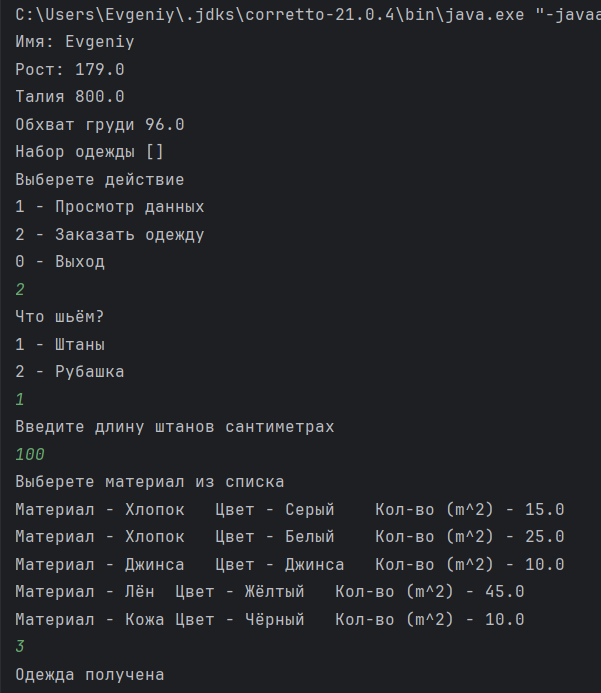 C:\Users\Evgeniy\.jdks\corretto-21.0.4\bin\java.exe "-javaa
Имя: Evgeniy
Рост: 179.0
Талия 800.0
Обхват груди 96.0
Набор одежды []
Выберете действие
1 - Просмотр данных
2 - Заказать одежду
0 - Выход
2
Что шьём?
1 - Штаны
2 - Рубашка
1
Введите длину штанов сантиметрах
100
Выберете материал из списка
Материал - Хлопок   Цвет - Серый    Кол-во (m^2) - 15.0
Материал - Хлопок   Цвет - Белый    Кол-во (m^2) - 25.0
Материал - Джинса   Цвет - Джинса   Кол-во (m^2) - 10.0
Материал - Лён  Цвет - Жёлтый   Кол-во (m^2) - 45.0
Материал - Кожа Цвет - Чёрный   Кол-во (m^2) - 10.0
3
Одежда получена